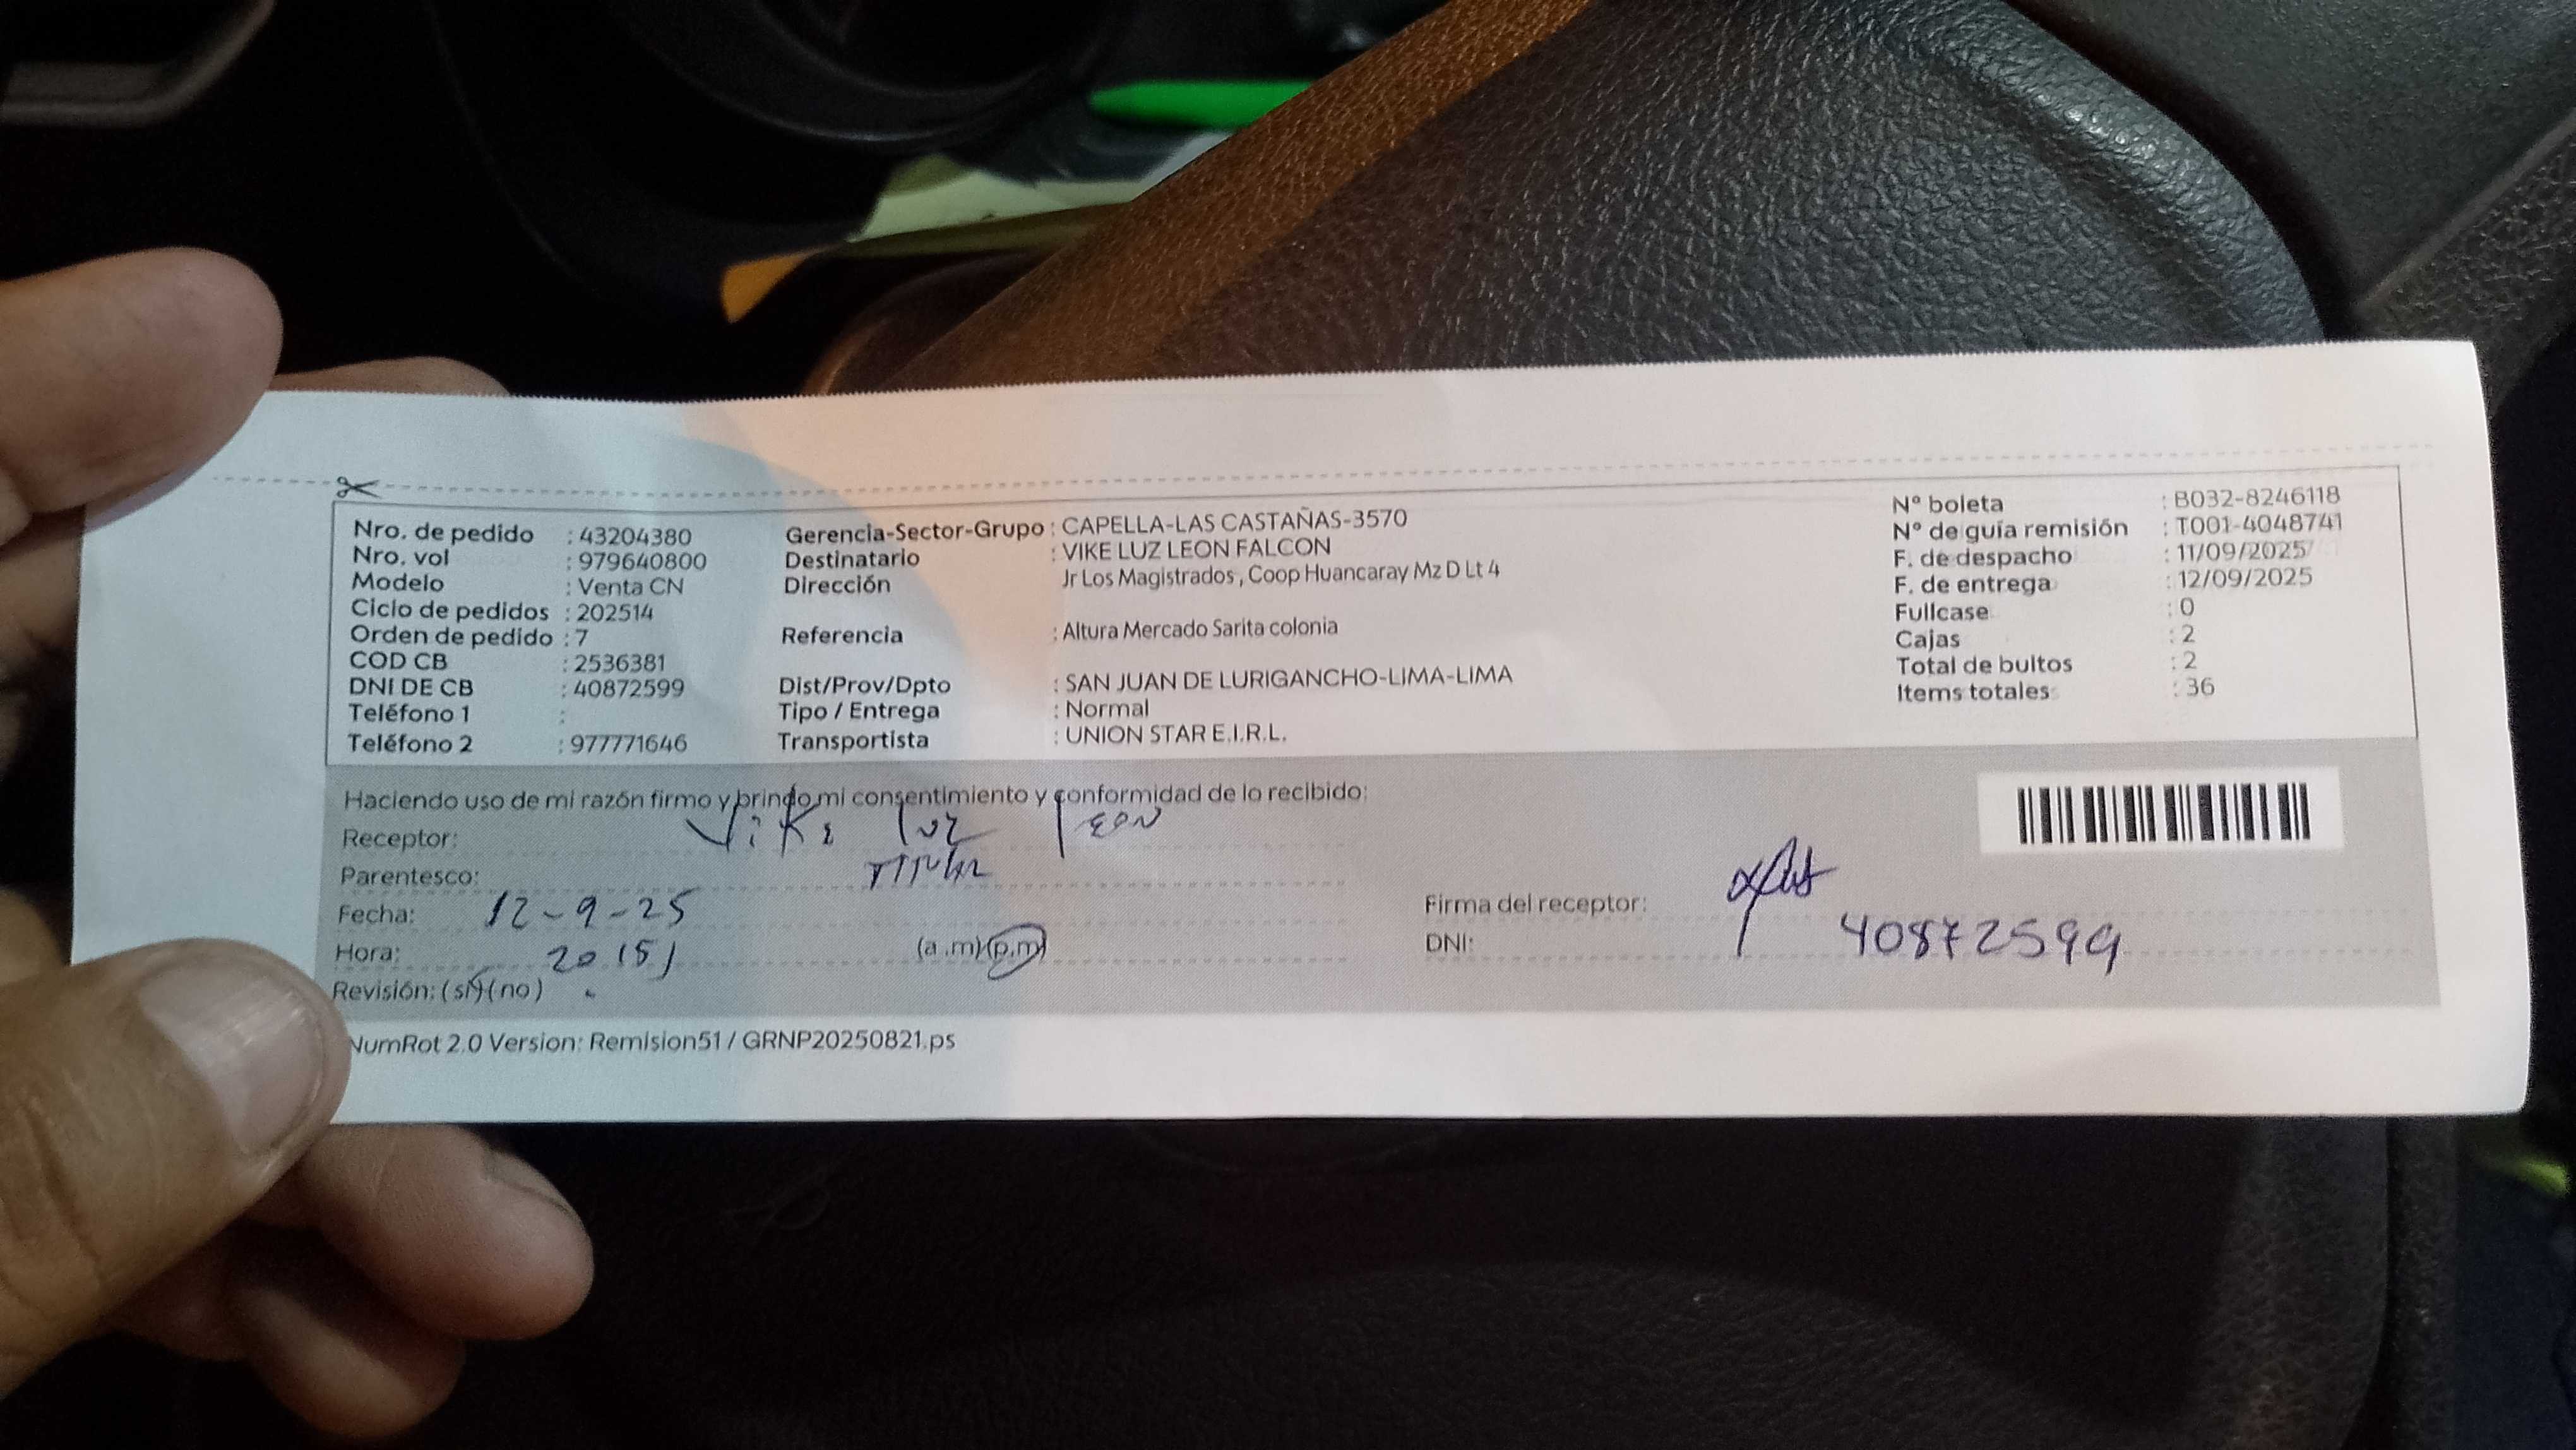 Nro. de pedido : 43204380
Nro. vol : 979640800
Modelo : Venta CN
Ciclo de pedidos : 202514
Orden de pedido : 7
COD CB : 2536381
DNI DE CB : 40872599
Teléfono 1 :
Teléfono 2 : 977771646
Gerencia-Sector-Grupo : CAPELLA-LAS CASTAÑAS-3570
Destinatario : VIKE LUZ LEON FALCON
Dirección Jr Los Magistrados , Coop Huancaray Mz D Lt 4
Referencia : Altura Mercado Sarita colonia
Dist/Prov/Dpto : SAN JUAN DE LURIGANCHO-LIMA-LIMA
Tipo / Entrega : Normal
Transportista : UNION STAR E.I.R.L.
N° boleta : B032-8246118
N° de guía remisión : T001-4048741
F. de despacho : 11/09/2025
F. de entrega : 12/09/2025
Fullcase : 0
Cajas : 2
Total de bultos : 2
Items totales : 36
Haciendo uso de mi razón firmo y brindo mi consentimiento y conformidad de lo recibido:
Receptor: Vike luz leon
Parentesco: Titular
Fecha: 12-9-25
Hora: (a .m) (p.m)
Revisión: (si) (no)
Firma del receptor:
DNI: 40872599
NumRot 2.0 Version: Remision51 / GRNP20250821.ps